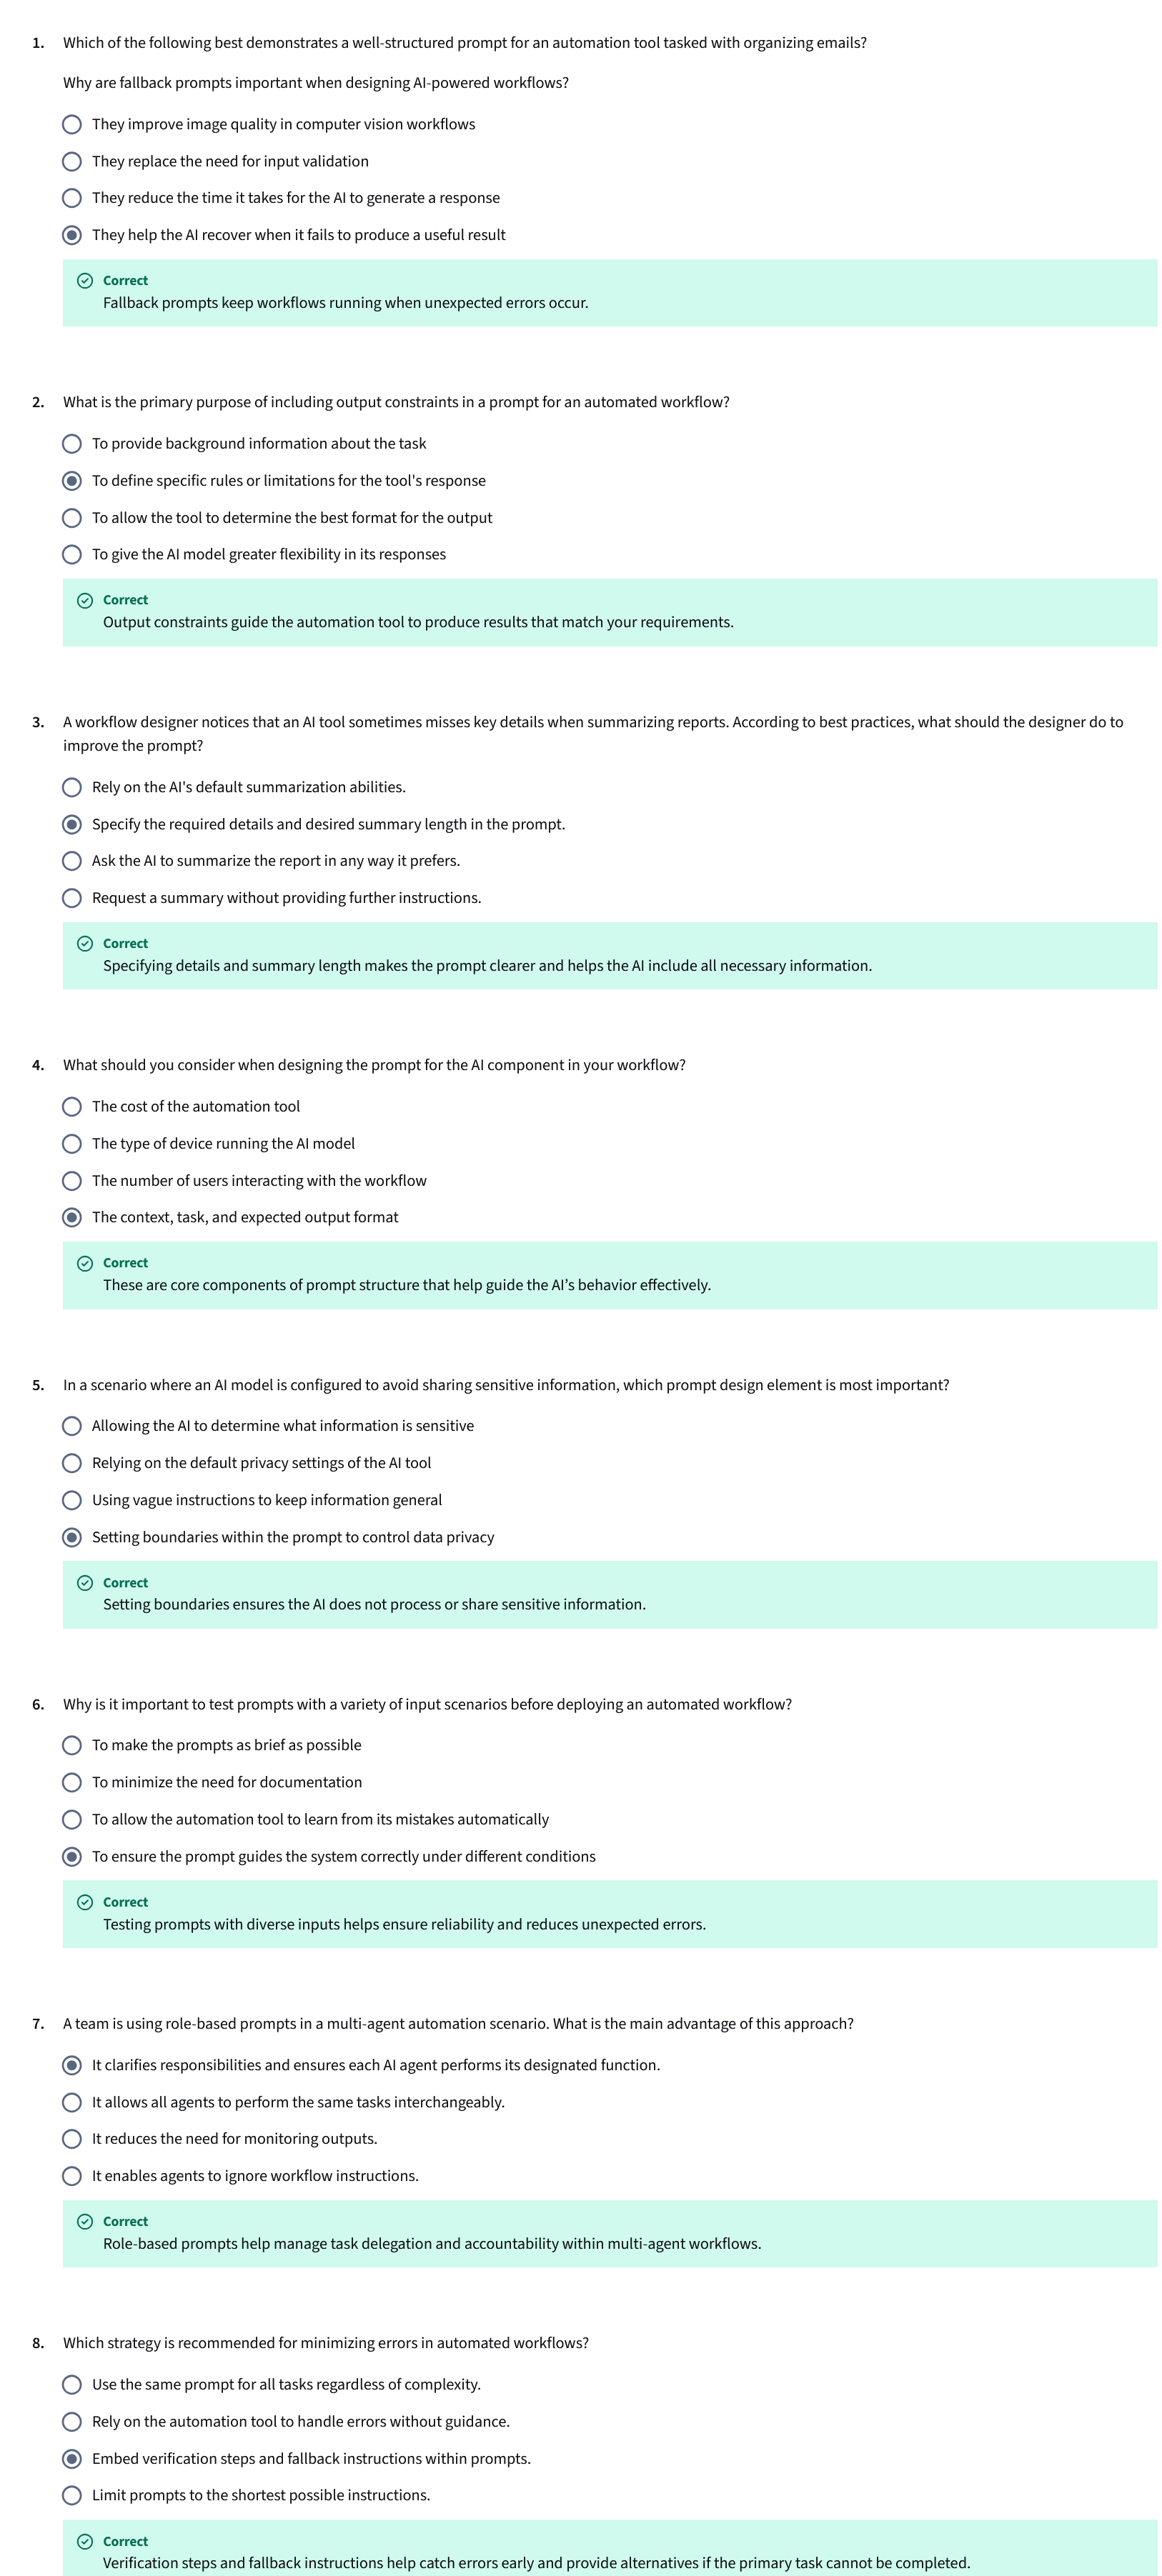 1. Which of the following best demonstrates a well-structured prompt for an automation tool tasked with organizing emails?
Why are fallback prompts important when designing AI-powered workflows?
They improve image quality in computer vision workflows
They replace the need for input validation
They reduce the time it takes for the AI to generate a response
They help the AI recover when it fails to produce a useful result
Correct
Fallback prompts keep workflows running when unexpected errors occur.
2. What is the primary purpose of including output constraints in a prompt for an automated workflow?
To provide background information about the task
To define specific rules or limitations for the tool's response
To allow the tool to determine the best format for the output
To give the AI model greater flexibility in its responses
Correct
Output constraints guide the automation tool to produce results that match your requirements.
3. A workflow designer notices that an AI tool sometimes misses key details when summarizing reports. According to best practices, what should the designer do to
improve the prompt?
Rely on the AI's default summarization abilities.
Specify the required details and desired summary length in the prompt.
Ask the AI to summarize the report in any way it prefers.
Request a summary without providing further instructions.
Correct
Specifying details and summary length makes the prompt clearer and helps the AI include all necessary information.
4. What should you consider when designing the prompt for the AI component in your workflow?
The cost of the automation tool
The type of device running the AI model
The number of users interacting with the workflow
The context, task, and expected output format
Correct
These are core components of prompt structure that help guide the AI’s behavior effectively.
5. In a scenario where an AI model is configured to avoid sharing sensitive information, which prompt design element is most important?
Allowing the AI to determine what information is sensitive
Relying on the default privacy settings of the AI tool
Using vague instructions to keep information general
Setting boundaries within the prompt to control data privacy
Correct
Setting boundaries ensures the AI does not process or share sensitive information.
6. Why is it important to test prompts with a variety of input scenarios before deploying an automated workflow?
To make the prompts as brief as possible
To minimize the need for documentation
To allow the automation tool to learn from its mistakes automatically
To ensure the prompt guides the system correctly under different conditions
Correct
Testing prompts with diverse inputs helps ensure reliability and reduces unexpected errors.
7. A team is using role-based prompts in a multi-agent automation scenario. What is the main advantage of this approach?
It clarifies responsibilities and ensures each AI agent performs its designated function.
It allows all agents to perform the same tasks interchangeably.
It reduces the need for monitoring outputs.
It enables agents to ignore workflow instructions.
Correct
Role-based prompts help manage task delegation and accountability within multi-agent workflows.
8. Which strategy is recommended for minimizing errors in automated workflows?
Use the same prompt for all tasks regardless of complexity.
Rely on the automation tool to handle errors without guidance.
Embed verification steps and fallback instructions within prompts.
Limit prompts to the shortest possible instructions.
Correct
Verification steps and fallback instructions help catch errors early and provide alternatives if the primary task cannot be completed.